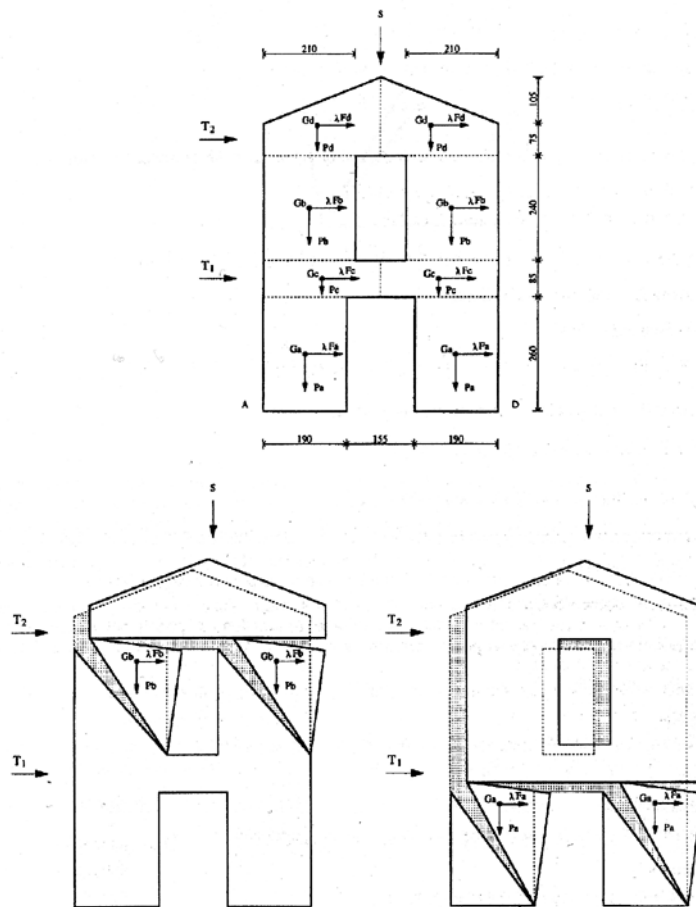 S
210 210
105
T2
Gd λFd Gd λFd
Pd Pd
75
Gb λFb Gb λFb
Pb Pb
240
T1
Gc λFc Gc λFc
Pc Pc
85
Ga λFa Ga λFa
Pa Pa
260
A D
190 155 190
S S
T2 T2
Gb λFb Gb λFb
Pb Pb
T1 T1
Ga λFa Ga λFa
Pa Pa